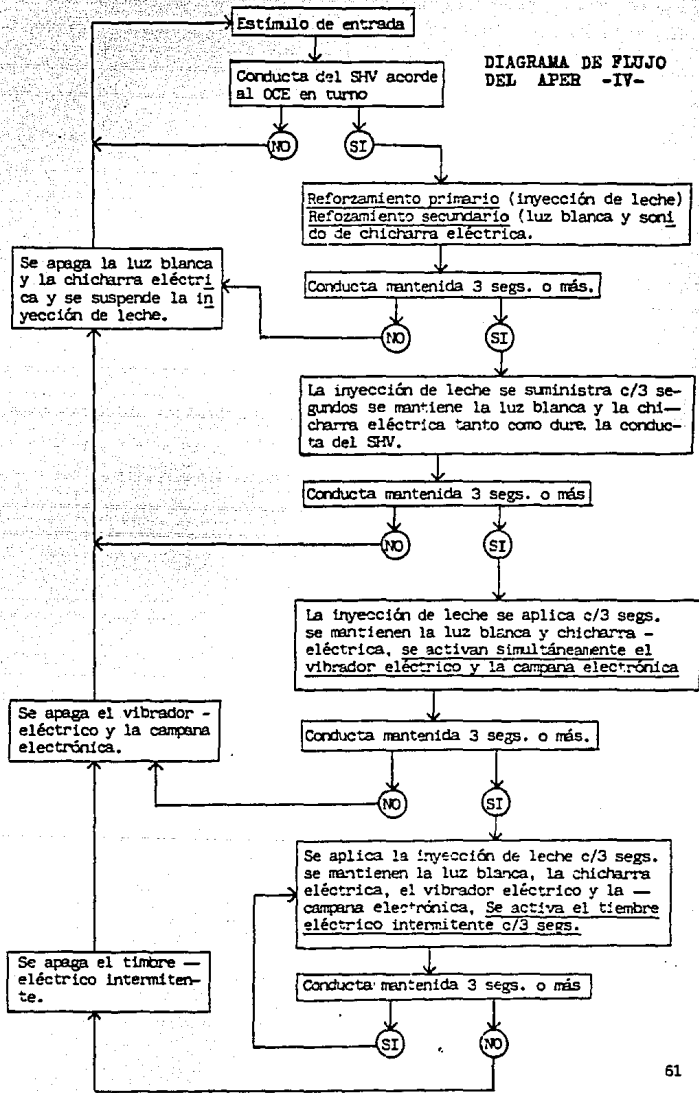 Estímulo de entrada
DIAGRAMA DE FLUJO
DEL APER -IV-
Conducta del SHV acorde
al OCE en turno
NO
SI
Reforzamiento primario (inyección de leche)
Refozamiento secundario (luz blanca y soni
do de chicharra eléctrica.
Se apaga la luz blanca
y la chicharra eléctri
ca y se suspende la in
yección de leche.
Conducta mantenida 3 segs. o más.
NO
SI
La inyección de leche se suministra c/3 se-
gundos se mantiene la luz blanca y la chi-
charra eléctrica tanto como dure la conduc-
ta del SHV.
Conducta mantenida 3 segs. o más
NO
SI
La inyección de leche se aplica c/3 segs.
se mantienen la luz blanca y chicharra -
eléctrica, se activan simultáneamente el
vibrador eléctrico y la campana electrónica
Se apaga el vibrador -
eléctrico y la campana
electrónica.
Conducta mantenida 3 segs. o más.
NO
SI
Se aplica la inyección de leche c/3 segs.
se mantienen la luz blanca, la chicharra
eléctrica, el vibrador eléctrico y la —
campana electrónica, Se activa el tiembre
eléctrico intermitente c/3 segs.
Se apaga el timbre —
eléctrico intermiten-
te.
Conducta mantenida 3 segs. o más
SI
NO
61